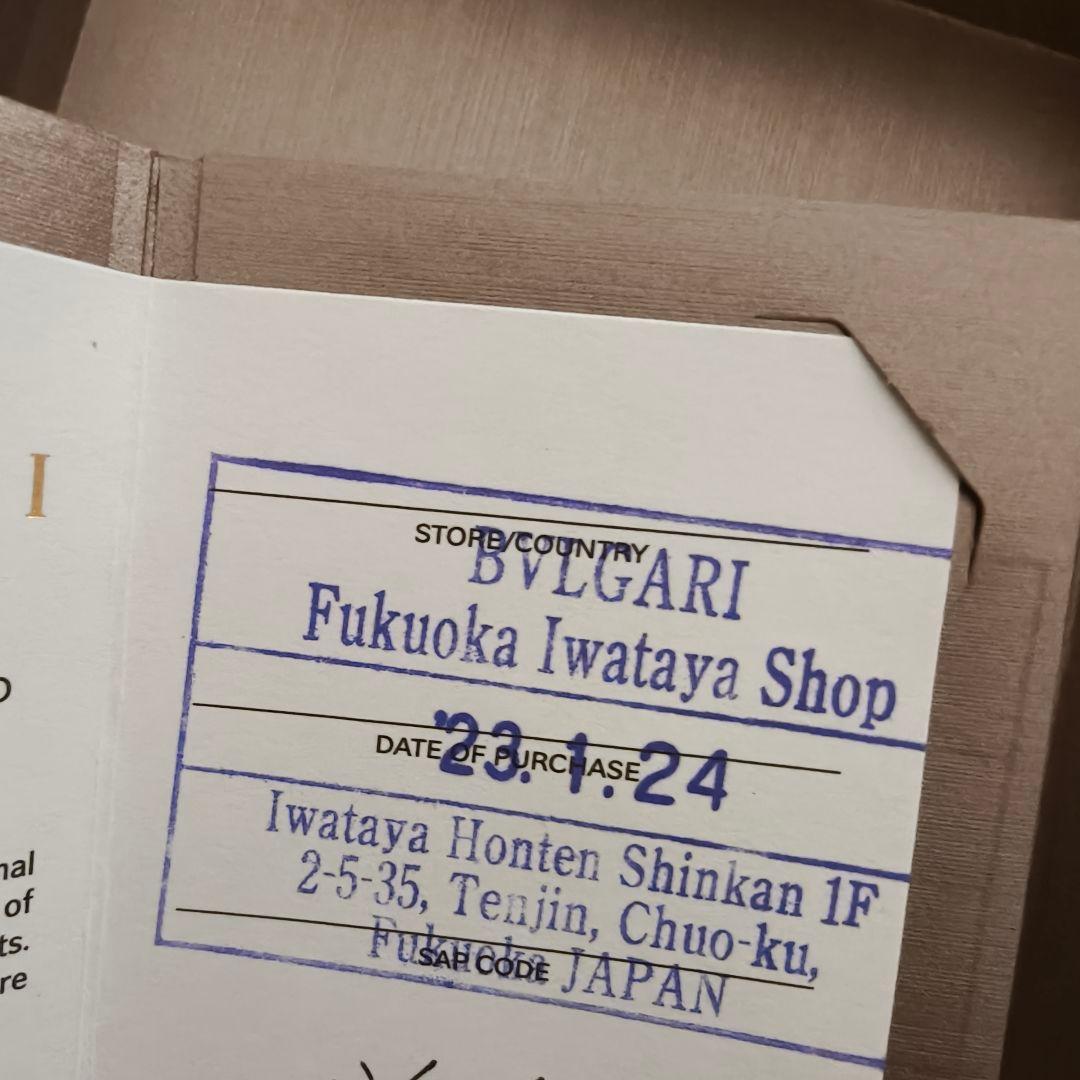 I
STORE/COUNTRY
BVLGARI
Fukuoka Iwataya Shop
'23. 1. 24
DATE OF PURCHASE
Iwataya Honten Shinkan 1F
2-5-35, Tenjin, Chuo-ku,
Fukuoka JAPAN
SAP CODE
of